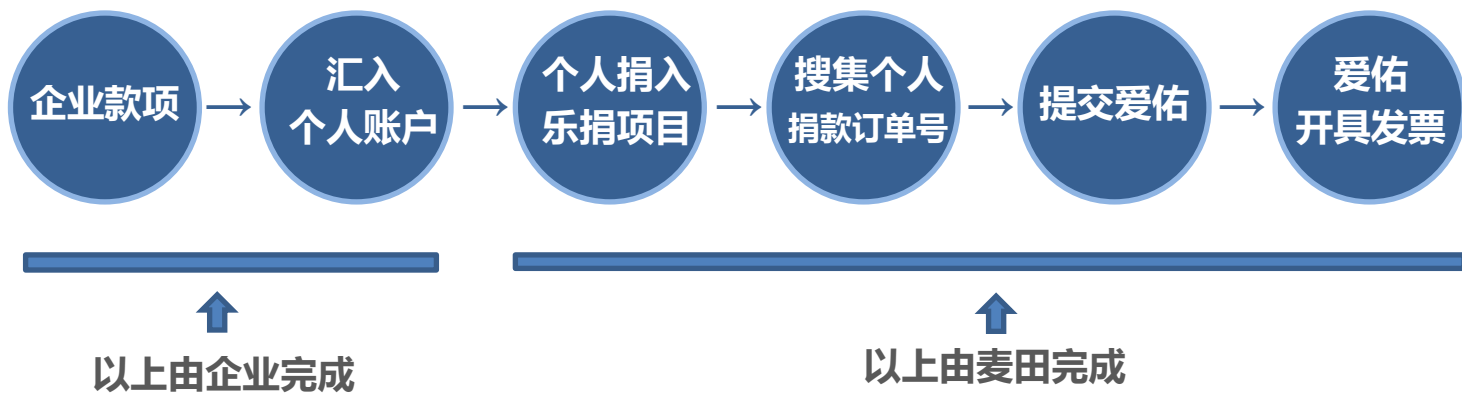 企业款项
汇入
个人账户
个人捐入
乐捐项目
搜集个人
捐款订单号
提交爱佑
爱佑
开具发票
以上由企业完成
以上由麦田完成